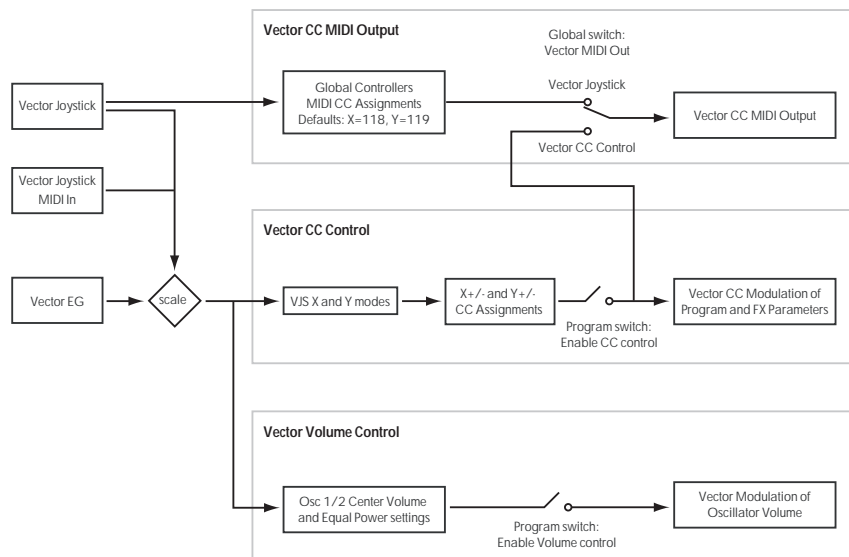 Vector CC MIDI Output
Global switch:
Vector MIDI Out
Vector Joystick
Global Controllers
MIDI CC Assignments
Defaults: X=118, Y=119
Vector Joystick
Vector CC MIDI Output
Vector CC Control
Vector Joystick
MIDI In
Vector CC Control
Vector EG
scale
VJS X and Y modes
X+/- and Y+/-
CC Assignments
Program switch:
Enable CC control
Vector CC Modulation of
Program and FX Parameters
Vector Volume Control
Osc 1/2 Center Volume
and Equal Power settings
Program switch:
Enable Volume control
Vector Modulation of
Oscillator Volume